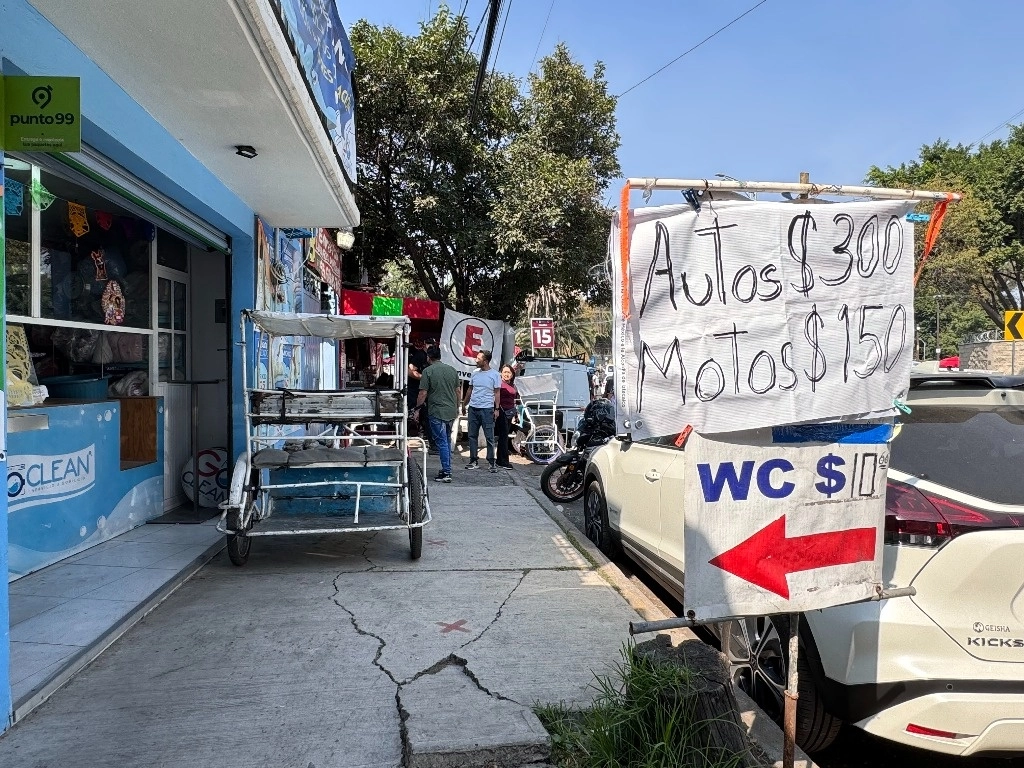 punto99
CLEAN
E
15
Autos $300
Motos $150
WC $10
GEISHA
KICKS